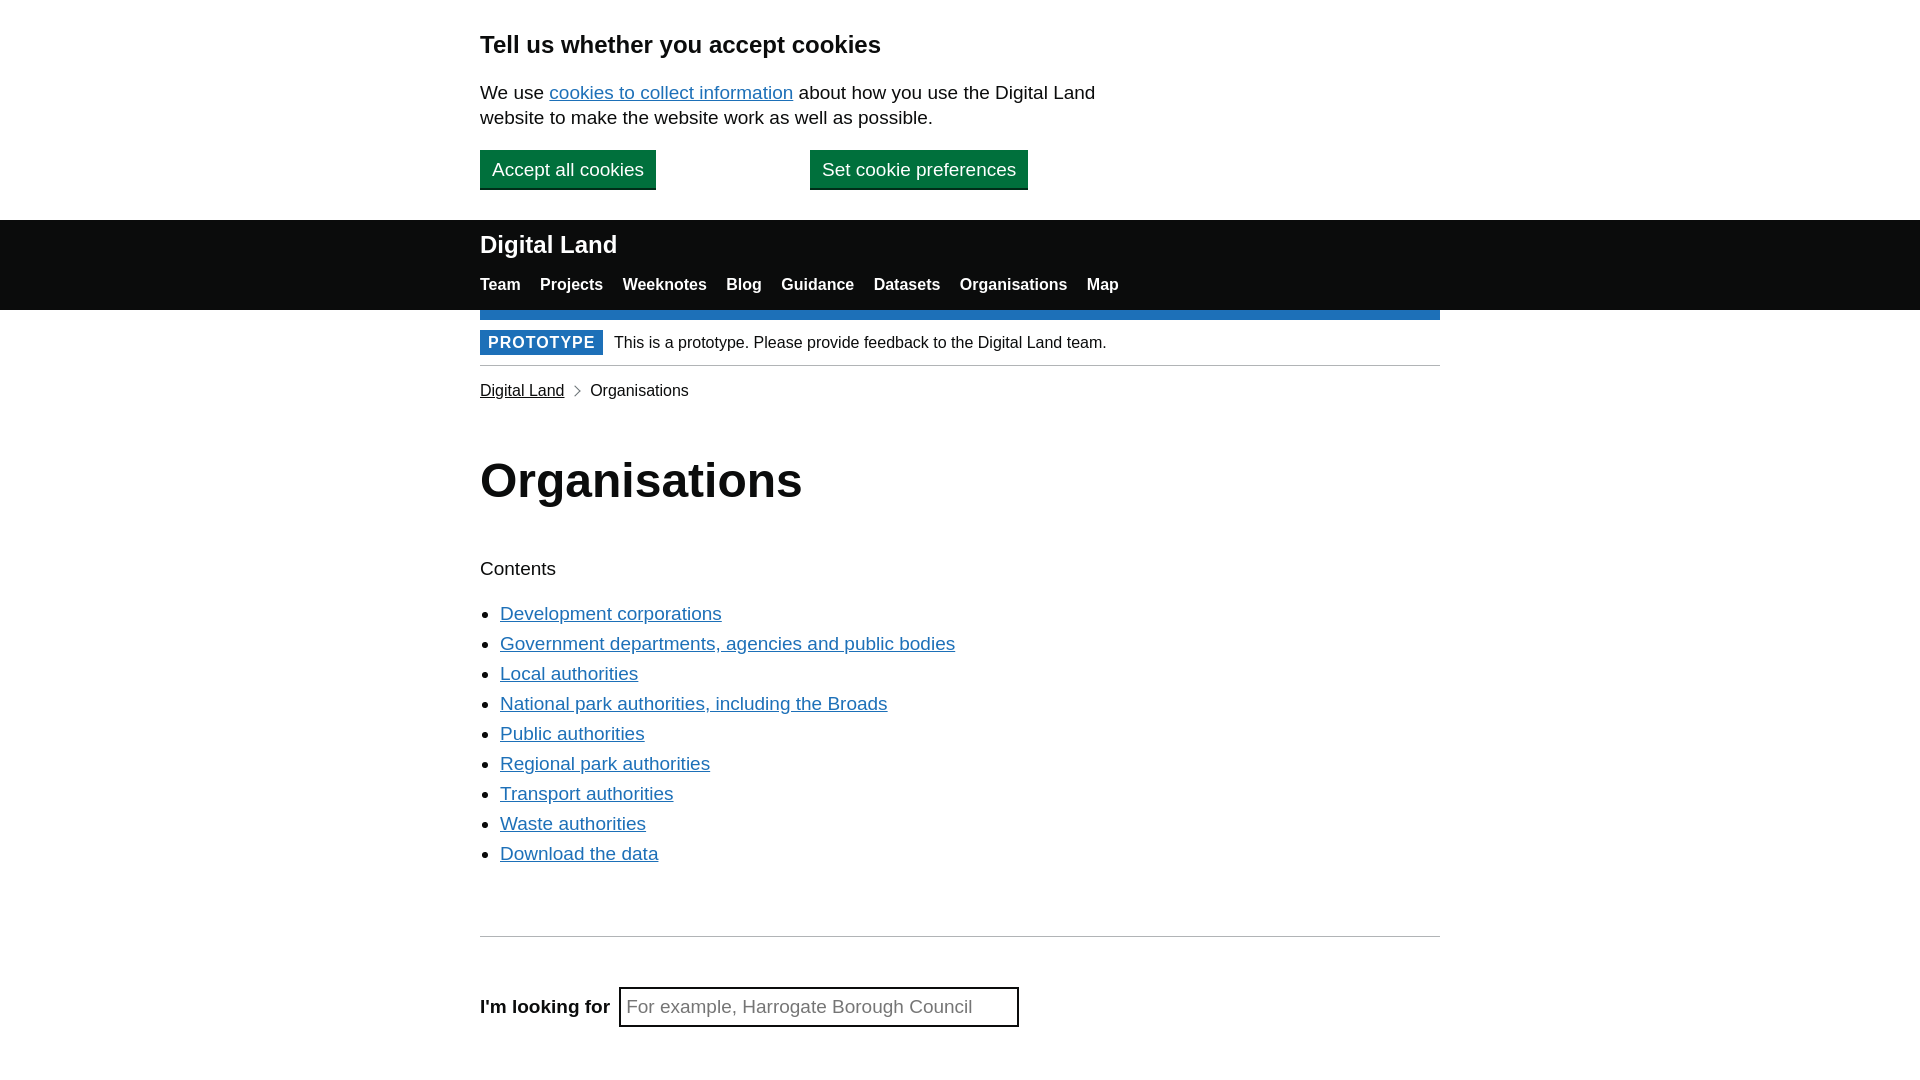 Tell us whether you accept cookies
We use cookies to collect information about how you use the Digital Land
website to make the website work as well as possible.
Accept all cookies
Set cookie preferences
Digital Land
Team Projects Weeknotes Blog Guidance Datasets Organisations Map
PROTOTYPE This is a prototype. Please provide feedback to the Digital Land team.
Digital Land Organisations
Organisations
Contents
Development corporations
Government departments, agencies and public bodies
Local authorities
National park authorities, including the Broads
Public authorities
Regional park authorities
Transport authorities
Waste authorities
Download the data
I'm looking for For example, Harrogate Borough Council